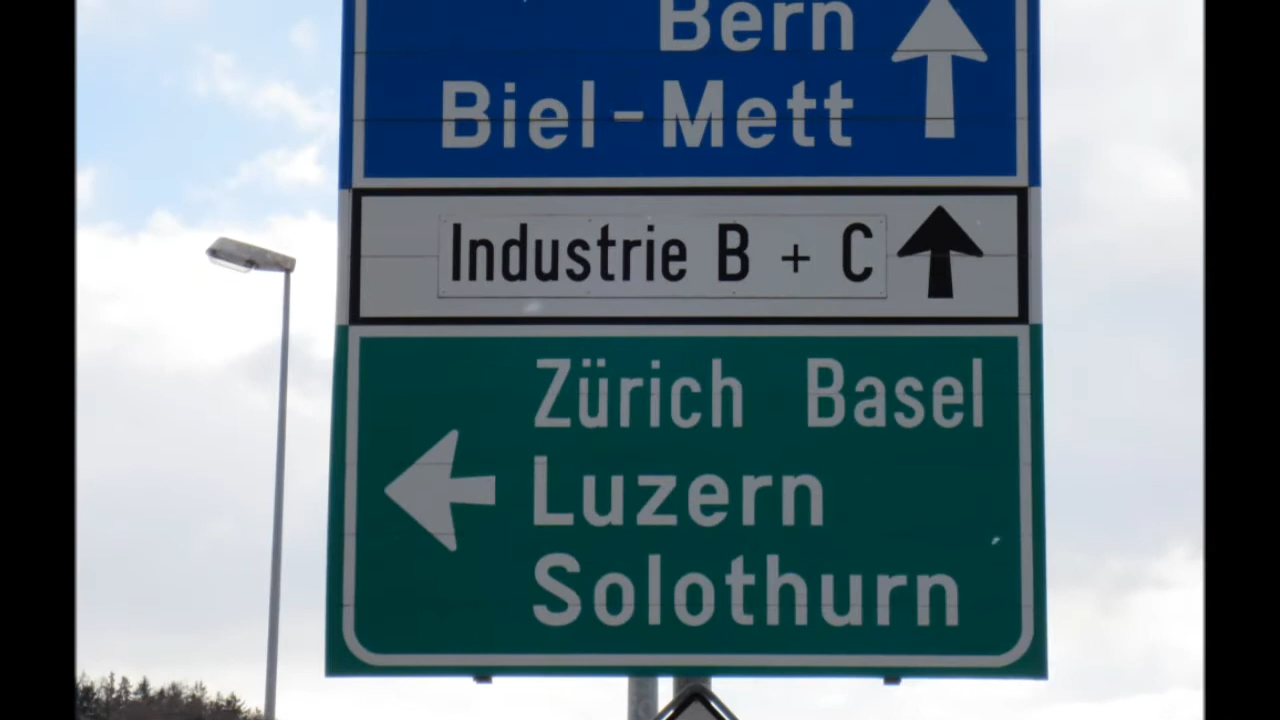 Bern
Biel-Mett
Industrie B + C
Zürich Basel
Luzern
Solothurn